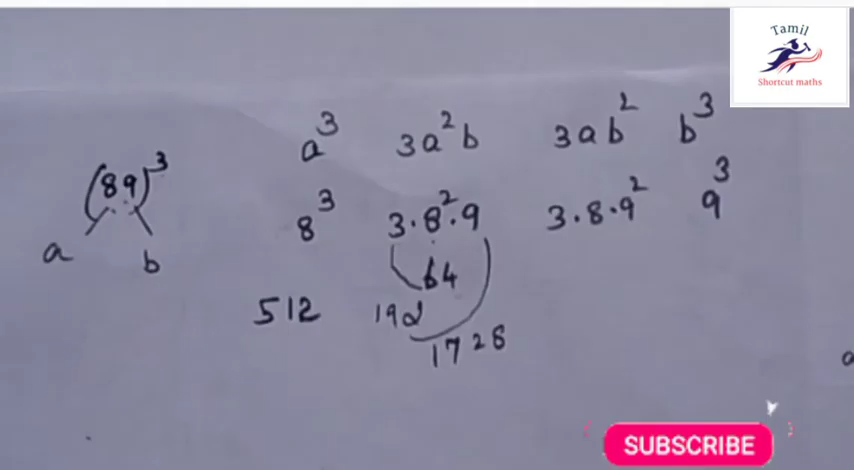 Tamil
Shortcut maths
a³ 3a²b 3ab² b³
(89)³
8³ 3·8²·9 3·8·9² 9³
a b
64
512 192
1728
a
SUBSCRIBE